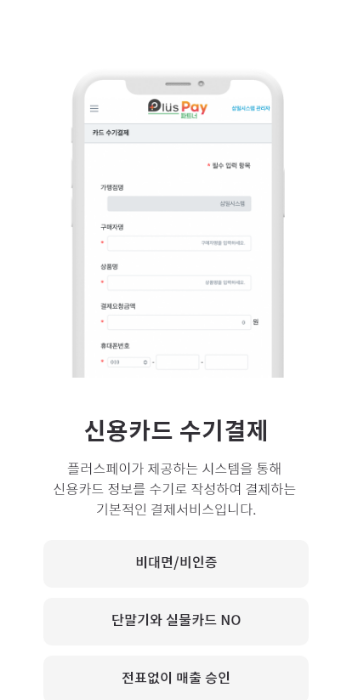 Plus Pay
파트너
삼일시스템 관리자
카드 수기결제
* 필수 입력 항목
가맹점명
삼일시스템
구매자명
* 구매자명을 입력하세요.
상품명
* 상품명을 입력하세요.
결제요청금액
* 0 원
휴대폰번호
* 010 - -
신용카드 수기결제
플러스페이가 제공하는 시스템을 통해
신용카드 정보를 수기로 작성하여 결제하는
기본적인 결제서비스입니다.
비대면/비인증
단말기와 실물카드 NO
전표없이 매출 승인